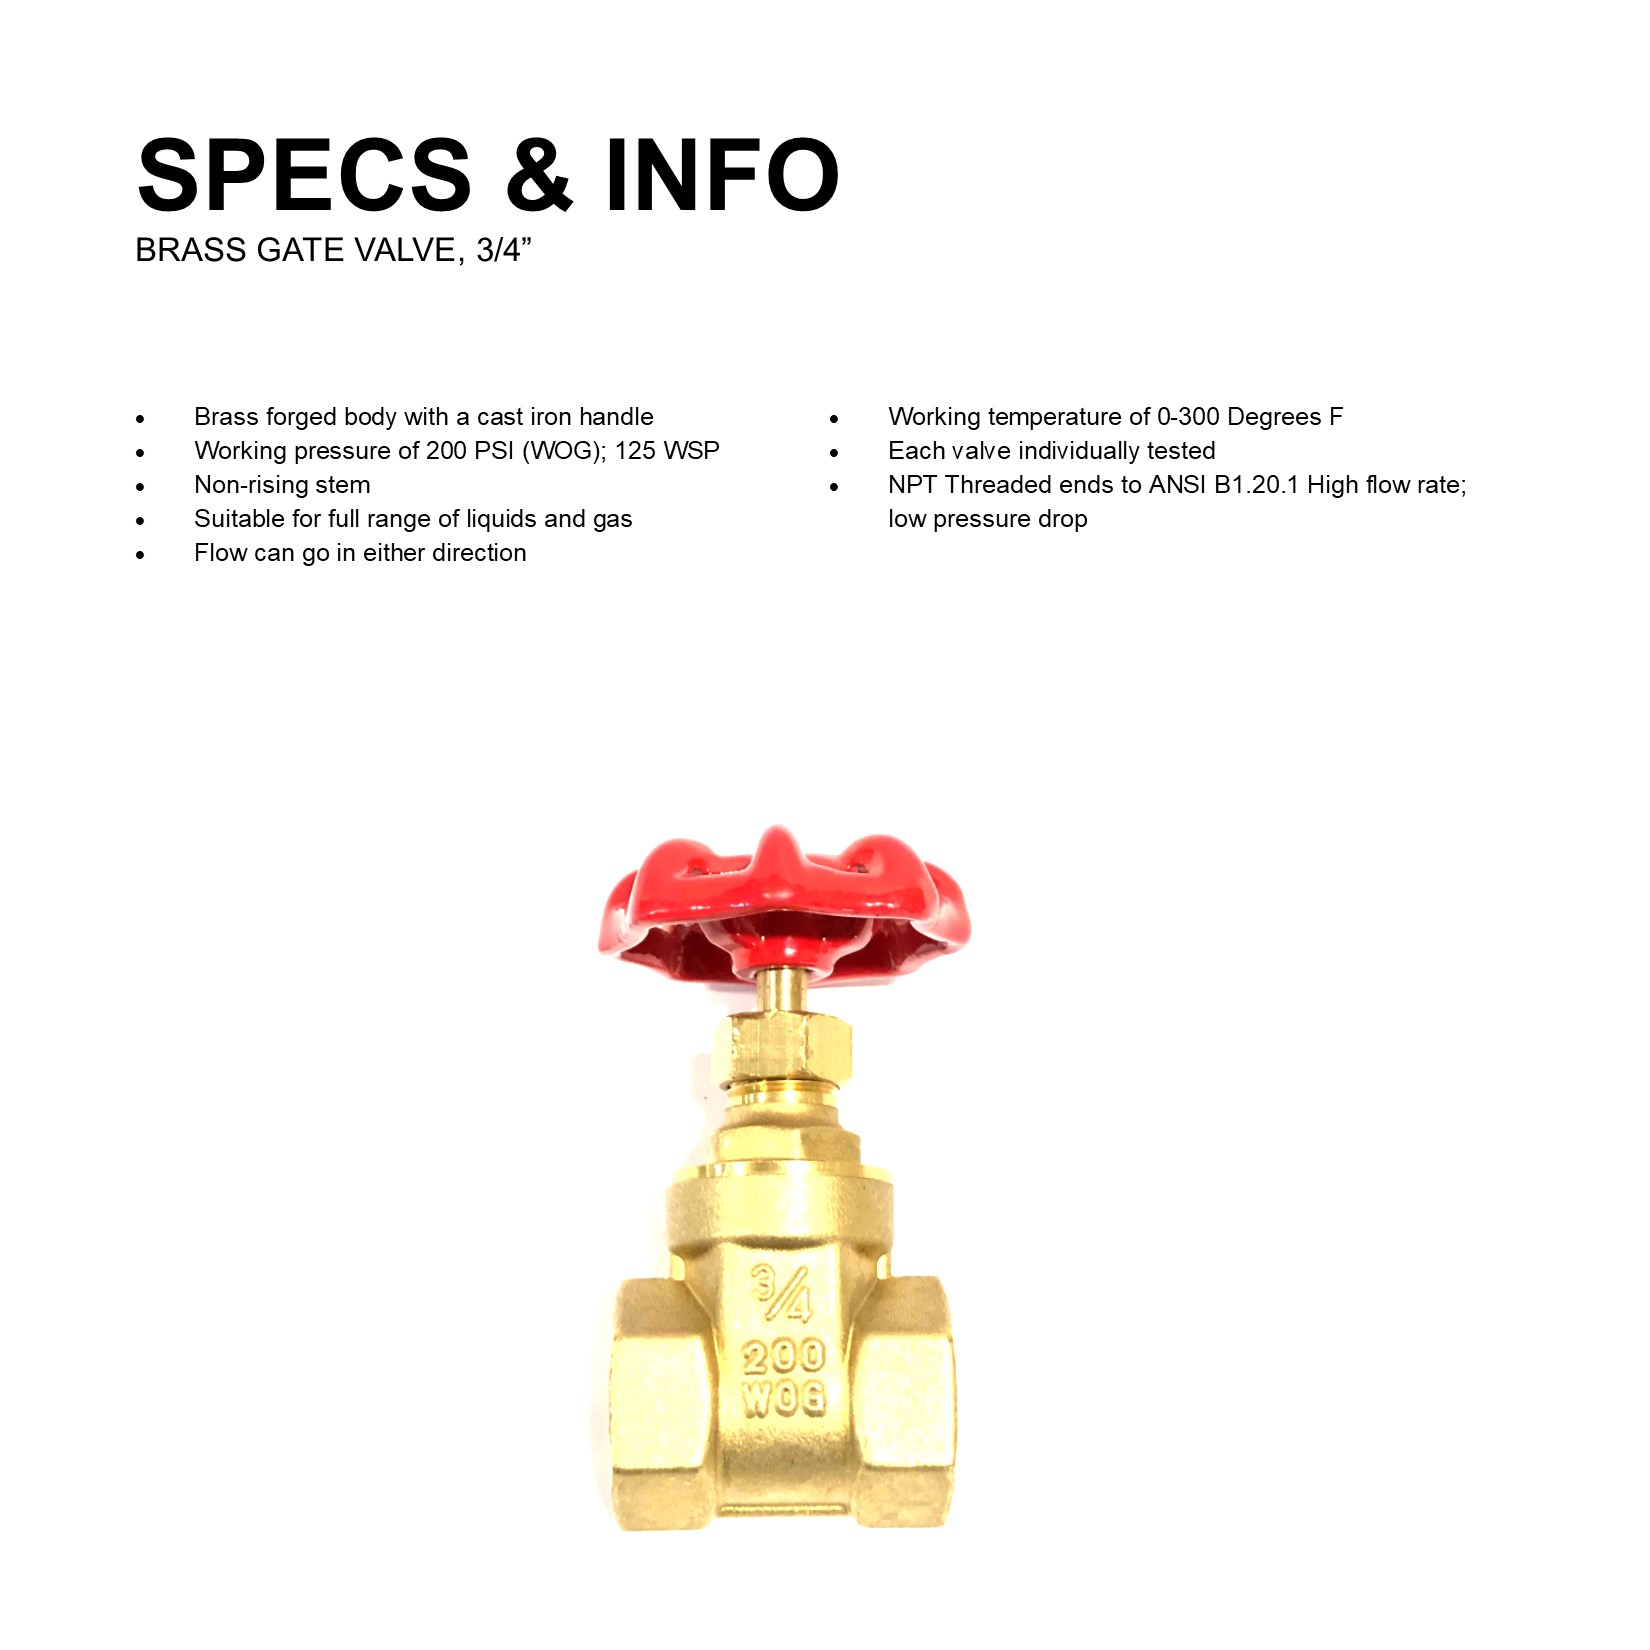 SPECS & INFO
BRASS GATE VALVE, 3/4”
• Brass forged body with a cast iron handle
• Working pressure of 200 PSI (WOG); 125 WSP
• Non-rising stem
• Suitable for full range of liquids and gas
• Flow can go in either direction
• Working temperature of 0-300 Degrees F
• Each valve individually tested
• NPT Threaded ends to ANSI B1.20.1 High flow rate;
low pressure drop
3/4
200
WOG